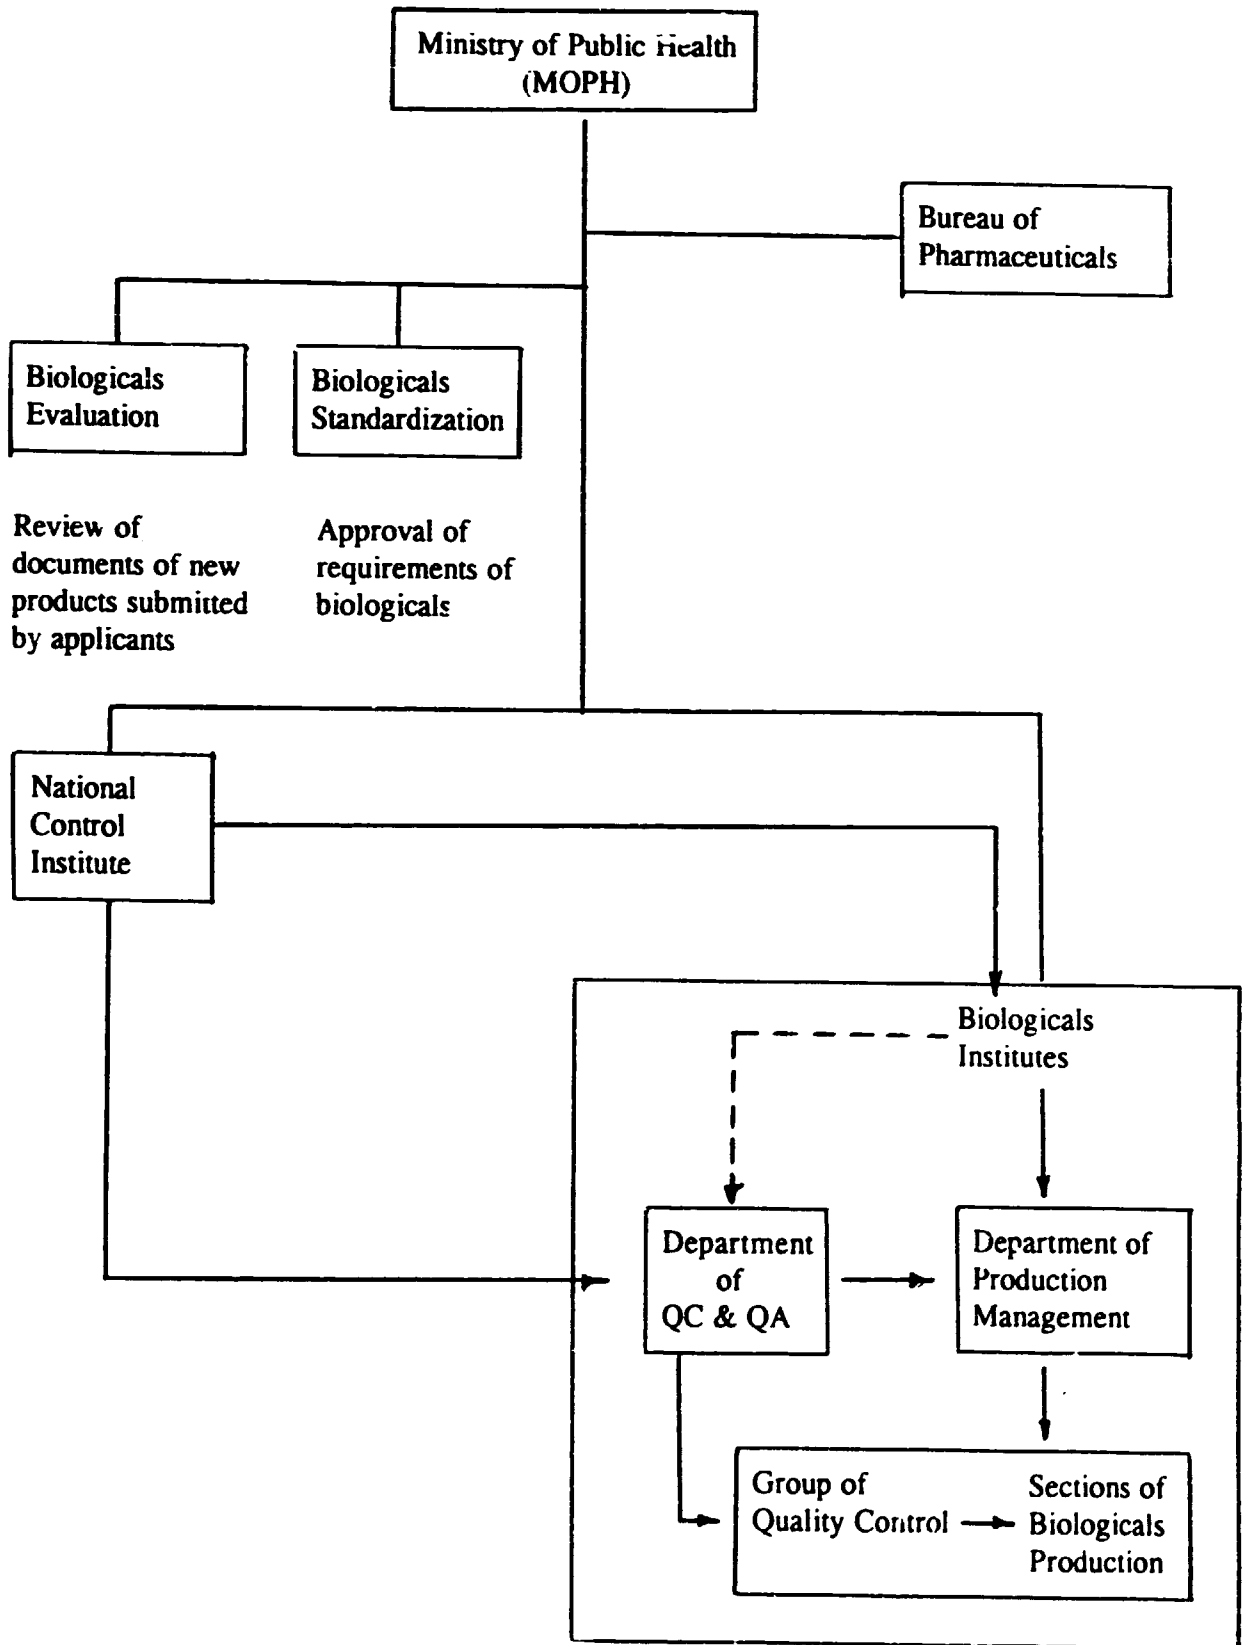 Ministry of Public Health
(MOPH)
Bureau of
Pharmaceuticals
Biologicals
Evaluation
Biologicals
Standardization
Review of
documents of new
products submitted
by applicants
Approval of
requirements of
biologicals
National
Control
Institute
Biologicals
Institutes
Department
of
QC & QA
Department of
Production
Management
Group of
Quality Control
Sections of
Biologicals
Production